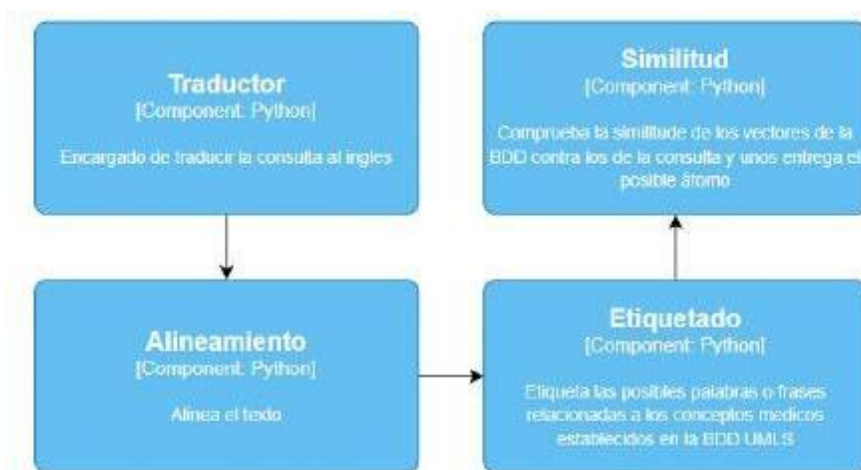 Traductor
[Component: Python]
Encargado de traducir la consulta al ingles
Similitud
[Component: Python]
Comprueba la similitude de los vectores de la
BDD contra los de la consulta y unos entrega el
posible átomo
Alineamiento
[Component: Python]
Alinea el texto
Etiquetado
[Component: Python]
Etiqueta las posibles palabras o frases
relacionadas a los conceptos medicos
establecidos en la BDD UMLS